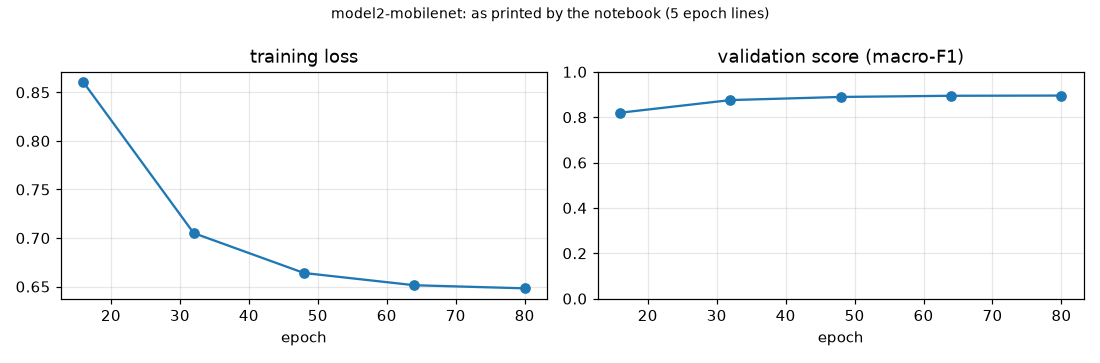 model2-mobilenet: as printed by the notebook (5 epoch lines)
training loss
0.85
0.80
0.75
0.70
0.65
20 30 40 50 60 70 80
epoch
validation score (macro-F1)
1.0
0.8
0.6
0.4
0.2
0.0
20 30 40 50 60 70 80
epoch